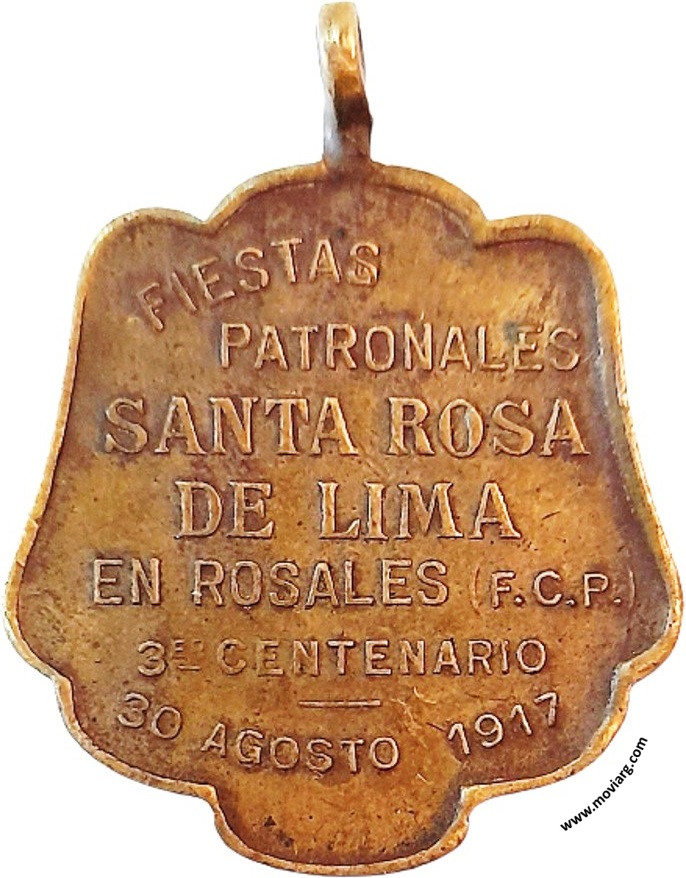 FIESTAS
PATRONALES
SANTA ROSA
DE LIMA
EN ROSALES (F.C.P.)
3ER CENTENARIO
30 AGOSTO 1917
www.moviarg.com